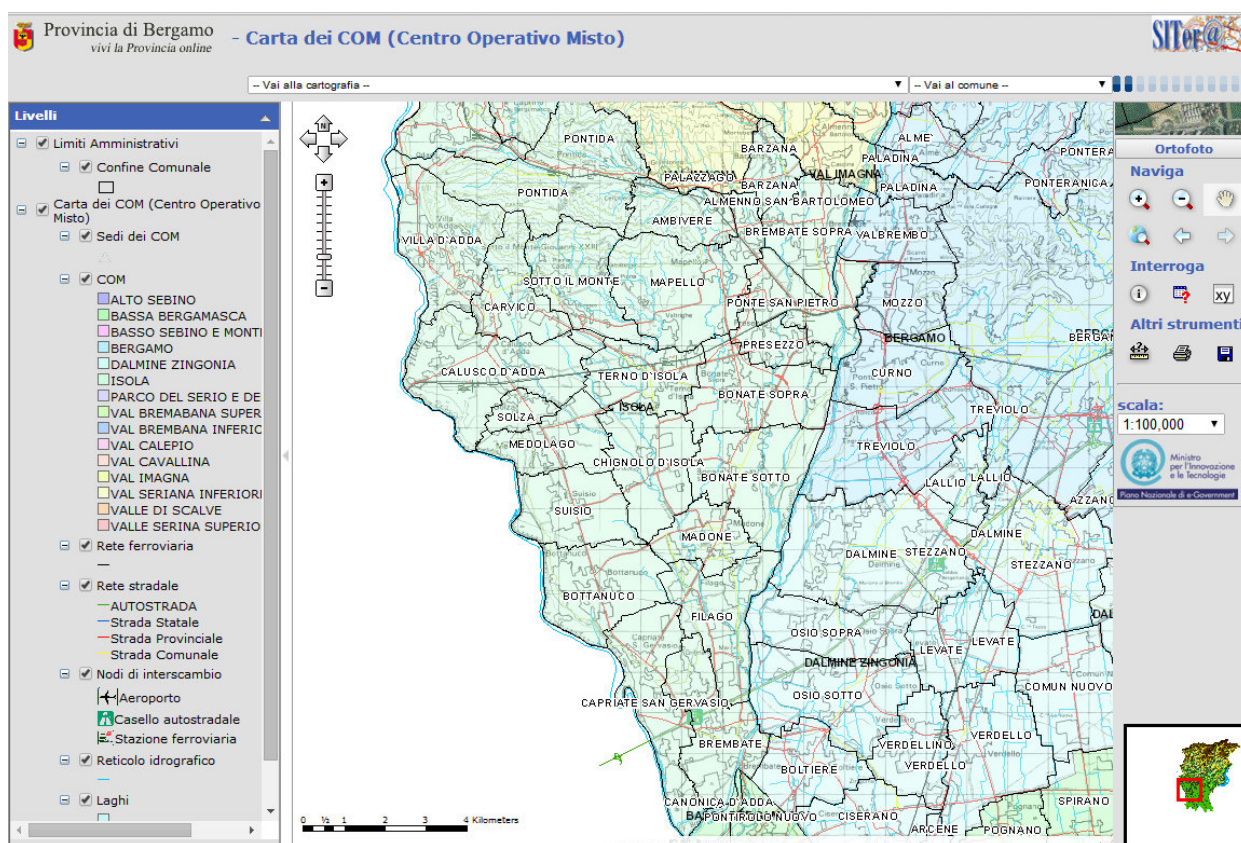 Provincia di Bergamo
vivi la Provincia online
- Carta dei COM (Centro Operativo Misto)
SITer@
-- Vai alla cartografia --
-- Vai al comune --
Livelli
Limiti Amministrativi
Confine Comunale
Carta dei COM (Centro Operativo
Misto)
Sedi dei COM
COM
ALTO SEBINO
BASSA BERGAMASCA
BASSO SEBINO E MONTI
BERGAMO
DALMINE ZINGONIA
ISOLA
PARCO DEL SERIO E DE
VAL BREMABANA SUPER
VAL BREMBANA INFERIC
VAL CALEPIO
VAL CAVALLINA
VAL IMAGNA
VAL SERIANA INFERIORI
VALLE DI SCALVE
VALLE SERINA SUPERIO
Rete ferroviaria
Rete stradale
AUTOSTRADA
Strada Statale
Strada Provinciale
Strada Comunale
Nodi di interscambio
Aeroporto
Casello autostradale
Stazione ferroviaria
Reticolo idrografico
Laghi
N
PONTIDA
BARZANA
ALME'
PALADINA
PONTERA
PALAZZAGO
BARZANA
VAL IMAGNA
PALADINA
PONTERANICA
PONTIDA
ALMENNO SAN BARTOLOMEO
AMBIVERE
BREMBATE SOPRA
VALBREMBO
VILLA D'ADDA
SOTTO IL MONTE
MAPELLO
Mozzo
CARVICO
PONTE SAN PIETRO
MOZZO
PRESEZZO
BERGAMO
BERGAN
CALUSCO D'ADDA
TERNO D'ISOLA
CURNO
Curno
BONATE SOPRA
ISOLA
SOLZA
TREVIOLO
MEDOLAGO
TREVIOLO
CHIGNOLO D'ISOLA
BONATE SOTTO
LALLIO
LALLIO
Suisio
SUISIO
AZZANO
MADONE
DALMINE
DALMINE
STEZZANO
STEZZANO
Bottanuco
BOTTANUCO
FILAGO
DAL
OSIO SOPRA
LEVATE
LEVATE
DALMINE ZINGONIA
COMUN NUOVO
OSIO SOTTO
CAPRIATE SAN GERVASIO
BREMBATE
VERDELLINO
VERDELLO
BOLTIERE
VERDELLO
CANONICA D'ADDA
PONTIROLO NUOVO
CISERANO
SPIRANO
ARCENE
POGNANO
0 ½ 1 2 3 4 Kilometers
Ortofoto
Naviga
Interroga
i
xy
Altri strumenti
scala:
1:100,000
Ministro
per l'Innovazione
e le Tecnologie
Piano Nazionale di e-Government